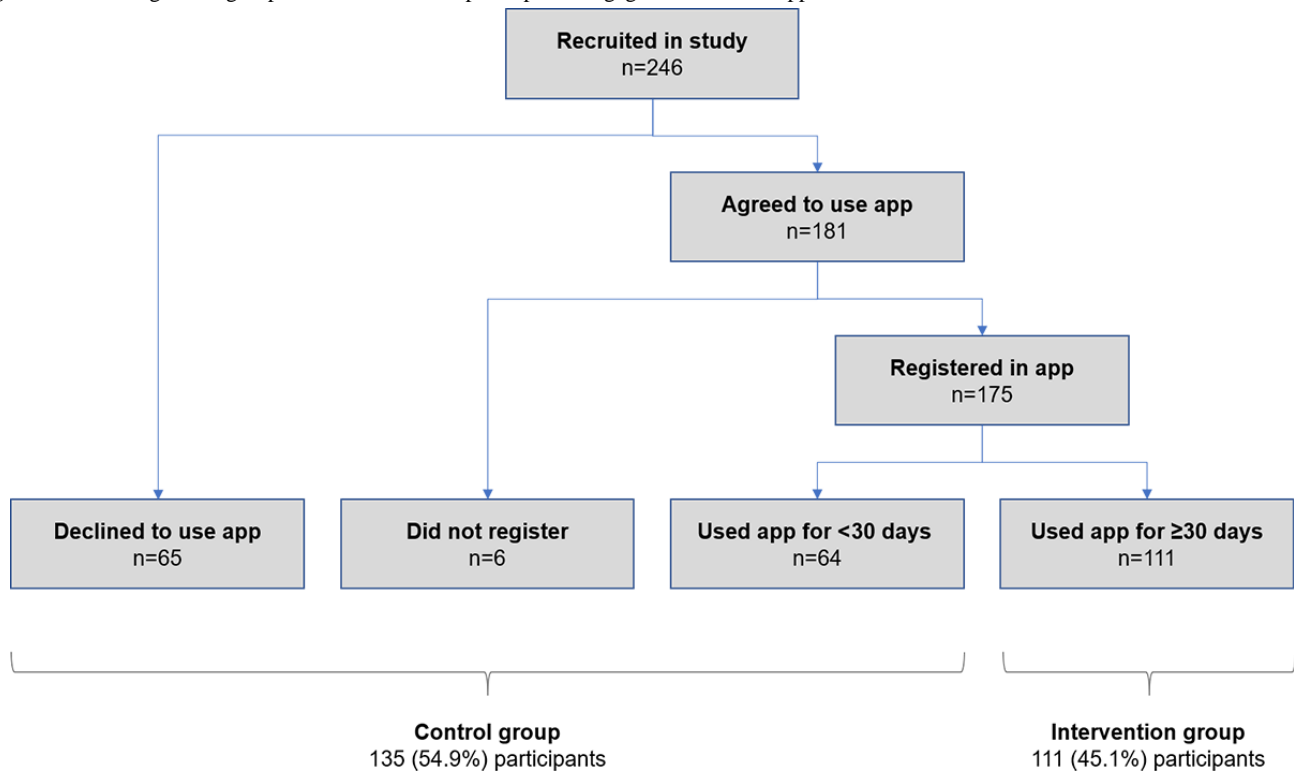 Recruited in study
n=246
Agreed to use app
n=181
Registered in app
n=175
Declined to use app
n=65
Did not register
n=6
Used app for <30 days
n=64
Used app for ≥30 days
n=111
Control group
135 (54.9%) participants
Intervention group
111 (45.1%) participants